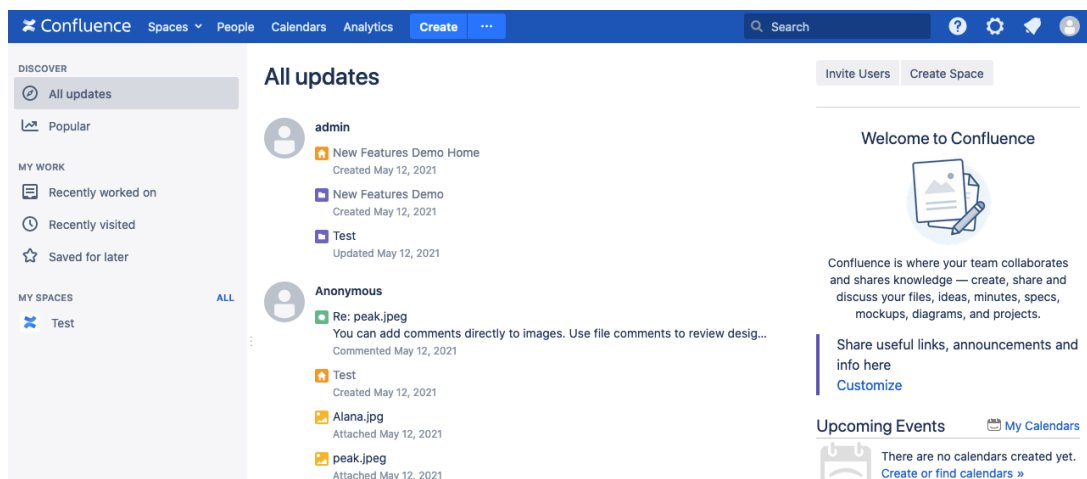 Confluence Spaces People Calendars Analytics Create ··· Search
DISCOVER
All updates
Popular
MY WORK
Recently worked on
Recently visited
Saved for later
MY SPACES ALL
Test
All updates
admin
New Features Demo Home
Created May 12, 2021
New Features Demo
Created May 12, 2021
Test
Updated May 12, 2021
Anonymous
Re: peak.jpeg
You can add comments directly to images. Use file comments to review desig...
Commented May 12, 2021
Test
Created May 12, 2021
Alana.jpg
Attached May 12, 2021
peak.jpeg
Attached May 12, 2021
Invite Users Create Space
Welcome to Confluence
Confluence is where your team collaborates
and shares knowledge — create, share and
discuss your files, ideas, minutes, specs,
mockups, diagrams, and projects.
Share useful links, announcements and
info here
Customize
Upcoming Events My Calendars
There are no calendars created yet.
Create or find calendars »